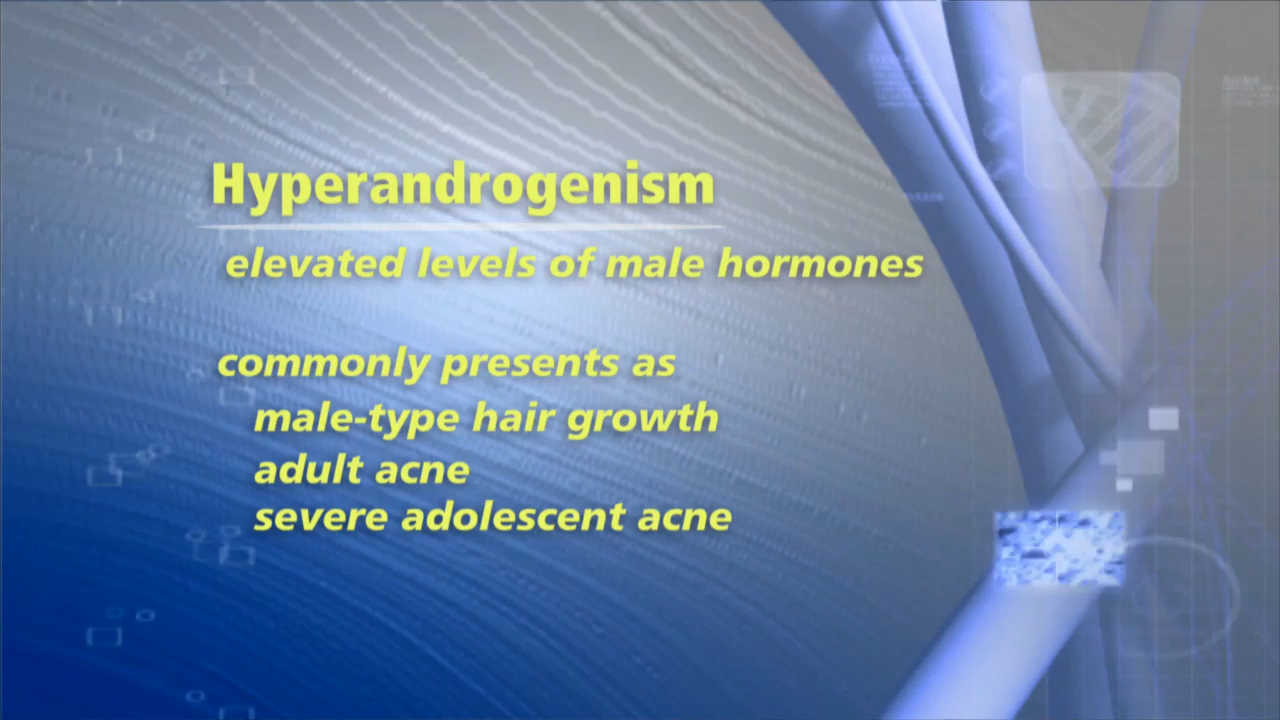 Hyperandrogenism
elevated levels of male hormones
commonly presents as
male-type hair growth
adult acne
severe adolescent acne